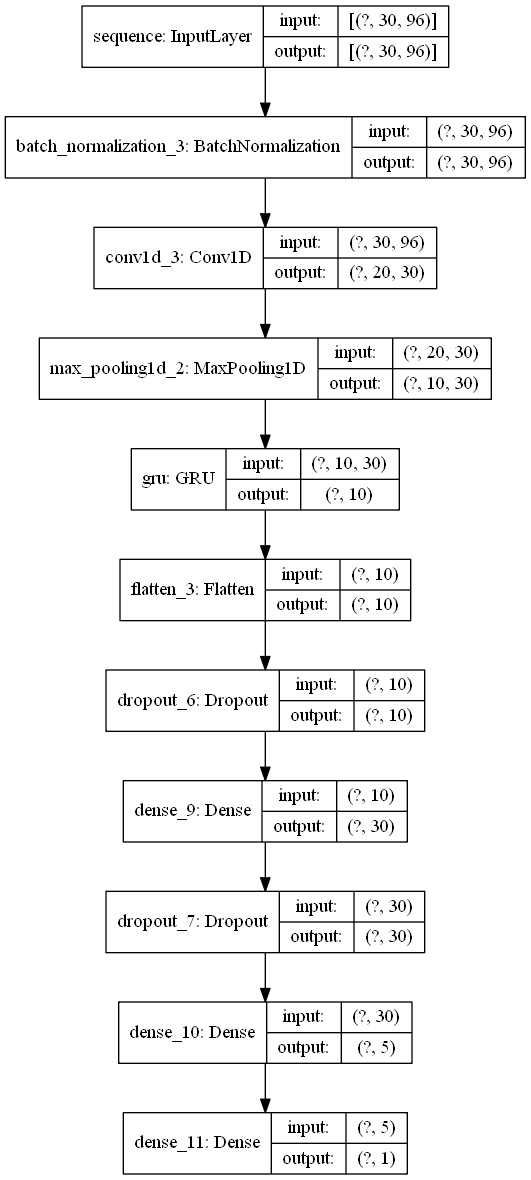 sequence: InputLayer
input: [(?, 30, 96)]
output: [(?, 30, 96)]
batch_normalization_3: BatchNormalization
input: (?, 30, 96)
output: (?, 30, 96)
conv1d_3: Conv1D
input: (?, 30, 96)
output: (?, 20, 30)
max_pooling1d_2: MaxPooling1D
input: (?, 20, 30)
output: (?, 10, 30)
gru: GRU
input: (?, 10, 30)
output: (?, 10)
flatten_3: Flatten
input: (?, 10)
output: (?, 10)
dropout_6: Dropout
input: (?, 10)
output: (?, 10)
dense_9: Dense
input: (?, 10)
output: (?, 30)
dropout_7: Dropout
input: (?, 30)
output: (?, 30)
dense_10: Dense
input: (?, 30)
output: (?, 5)
dense_11: Dense
input: (?, 5)
output: (?, 1)